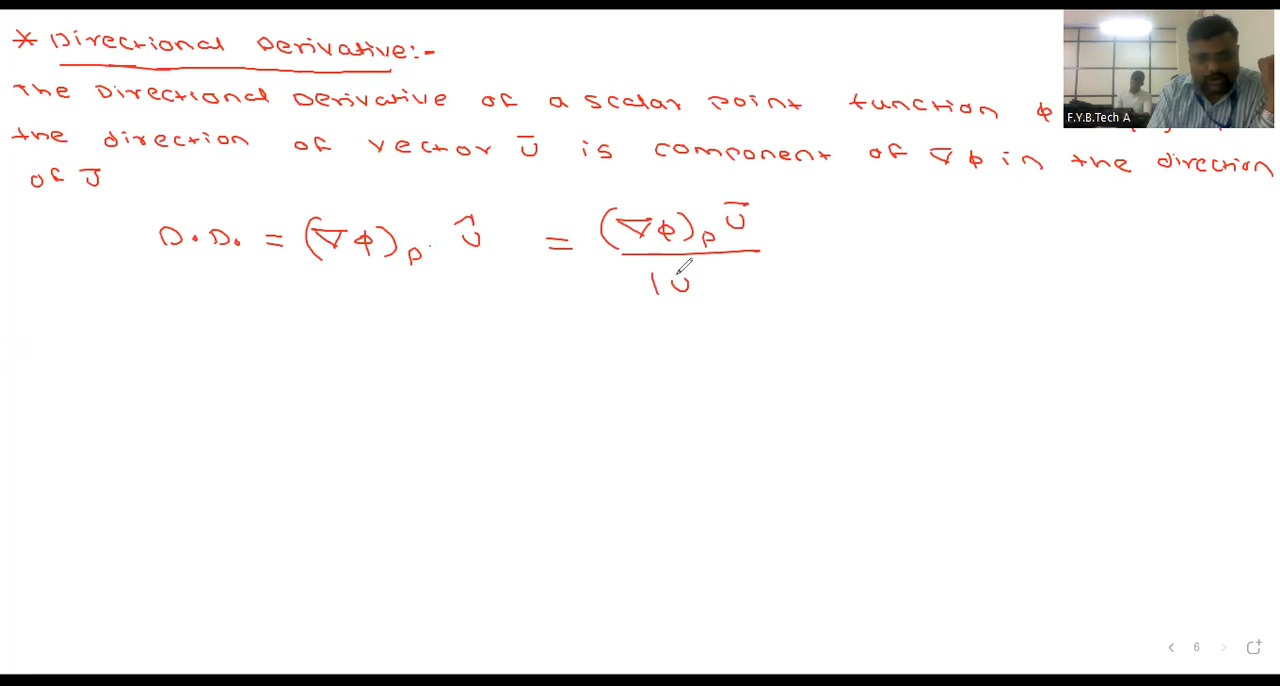 * Directional Derivative:-
The Directional Derivative of a scalar point function ϕ
the direction of vector ū is component of ∇ϕ in the direction
of ū
D.D. = (∇ϕ)ₚ · û = (∇ϕ)ₚ ū / |u
F.Y.B.Tech A
6